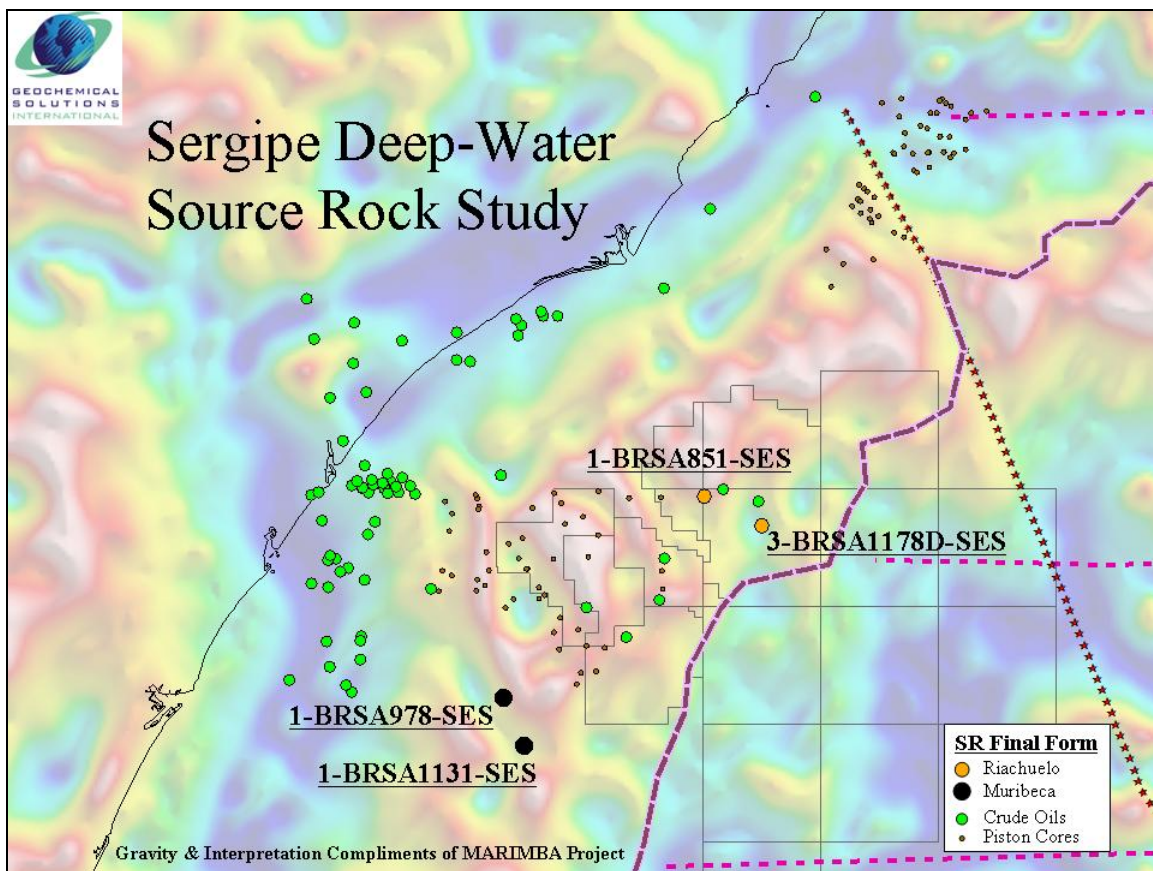 GEOCHEMICAL
SOLUTIONS
INTERNATIONAL
Sergipe Deep-Water
Source Rock Study
1-BRSA851-SES
3-BRSA1178D-SES
1-BRSA978-SES
1-BRSA1131-SES
SR Final Form
Riachuelo
Muribeca
Crude Oils
Piston Cores
Gravity & Interpretation Compliments of MARIMBA Project